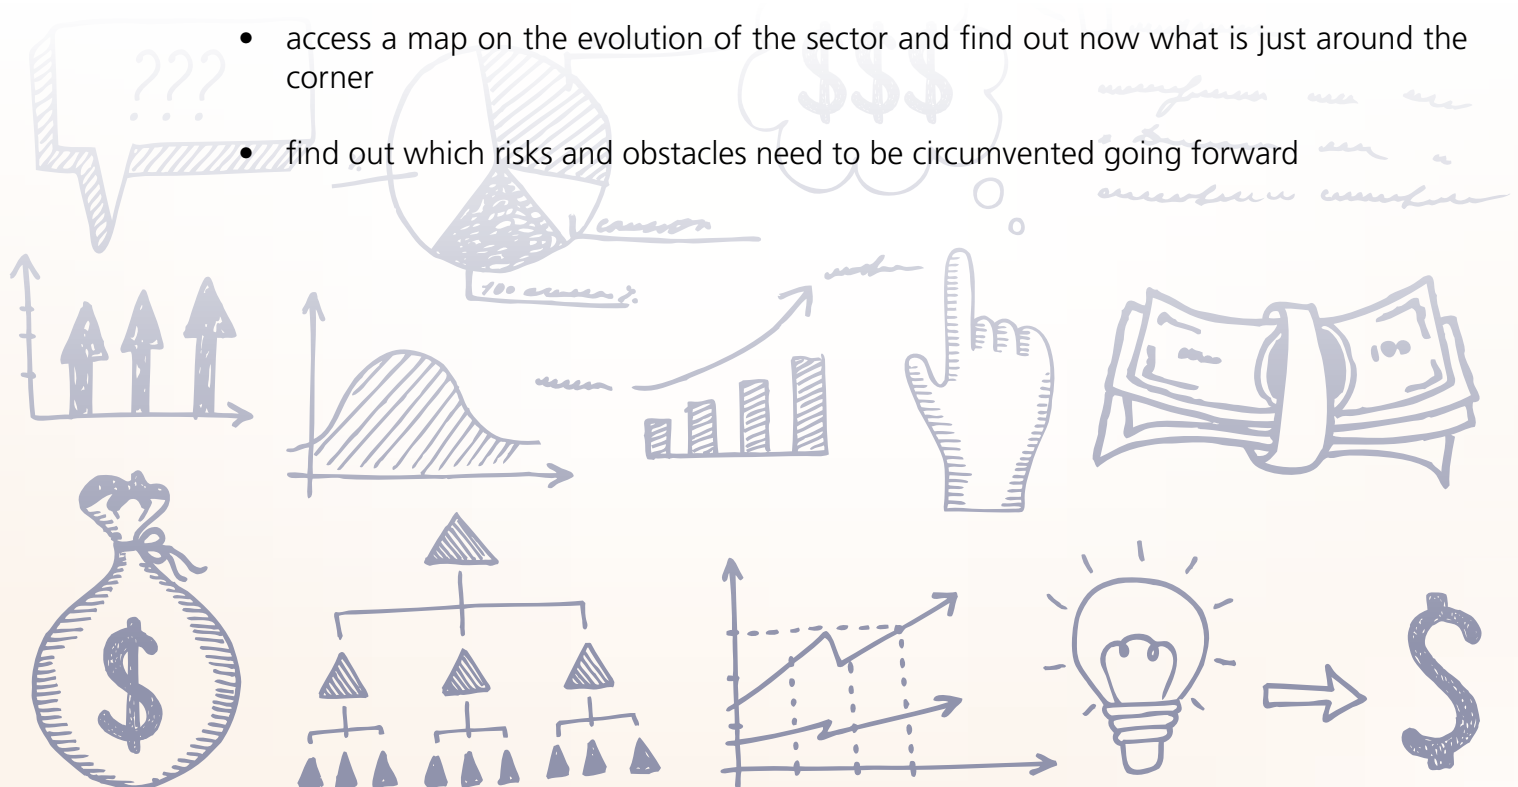 • access a map on the evolution of the sector and find out now what is just around the
corner
???
$$$
• find out which risks and obstacles need to be circumvented going forward
100 %
100
$
$